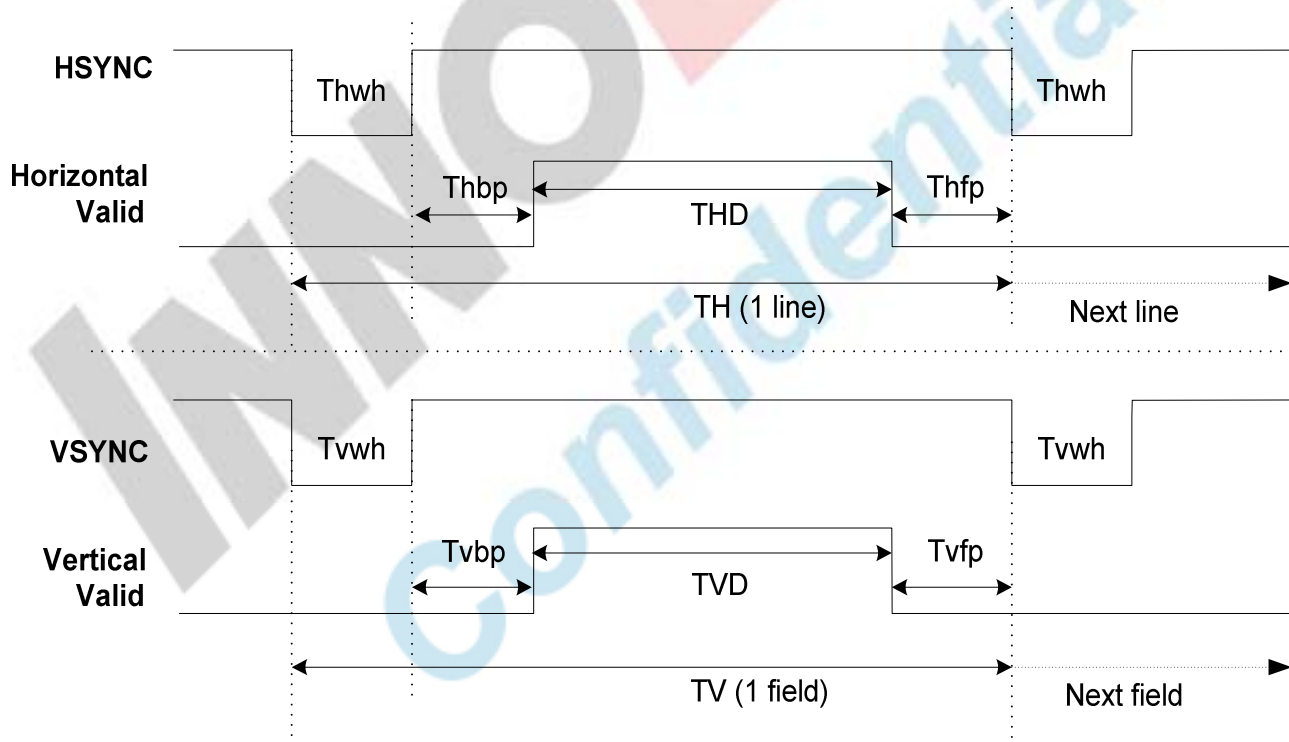 HSYNC
Thwh
Thwh
Horizontal
Valid
Thbp
THD
Thfp
TH (1 line)
Next line
VSYNC
Tvwh
Tvwh
Vertical
Valid
Tvbp
TVD
Tvfp
TV (1 field)
Next field
INNO
Confidentia